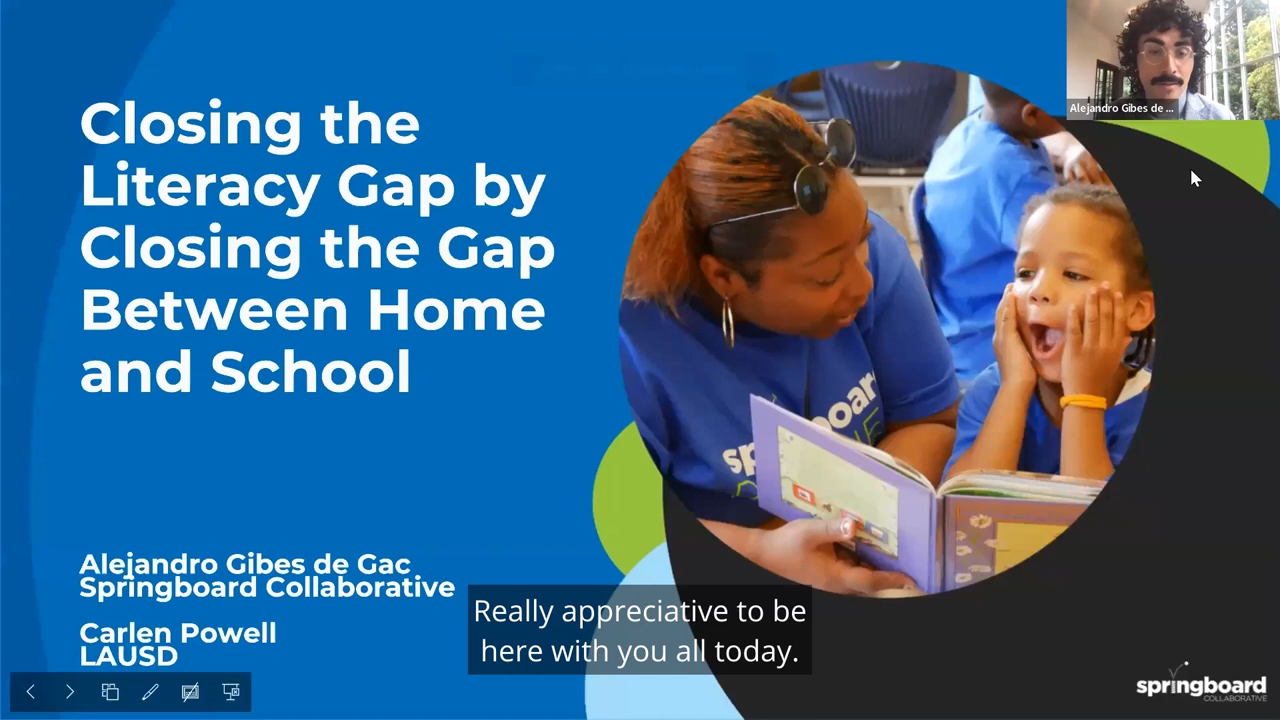 Closing the
Literacy Gap by
Closing the Gap
Between Home
and School
Alejandro Gibes de Gac
Springboard Collaborative
Carlen Powell
LAUSD
Alejandro Gibes de ...
Really appreciative to be
here with you all today.
springboard
COLLABORATIVE